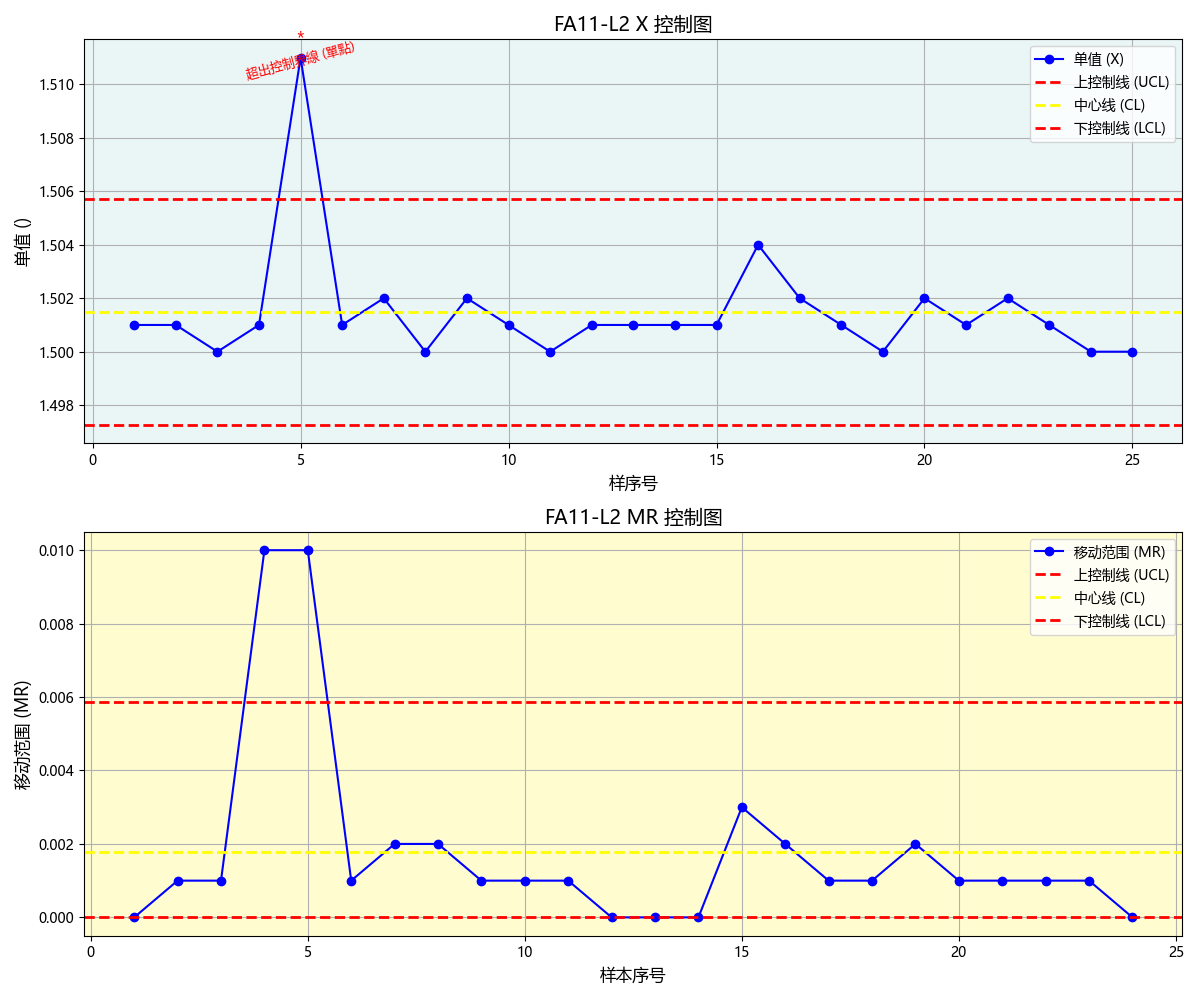 FA11-L2 X 控制图
*
超出控制界線 (單點)
单值 (X)
上控制线 (UCL)
中心线 (CL)
下控制线 (LCL)
单值 ()
1.510
1.508
1.506
1.504
1.502
1.500
1.498
0 5 10 15 20 25
样序号
FA11-L2 MR 控制图
移动范围 (MR)
上控制线 (UCL)
中心线 (CL)
下控制线 (LCL)
移动范围 (MR)
0.010
0.008
0.006
0.004
0.002
0.000
0 5 10 15 20 25
样本序号